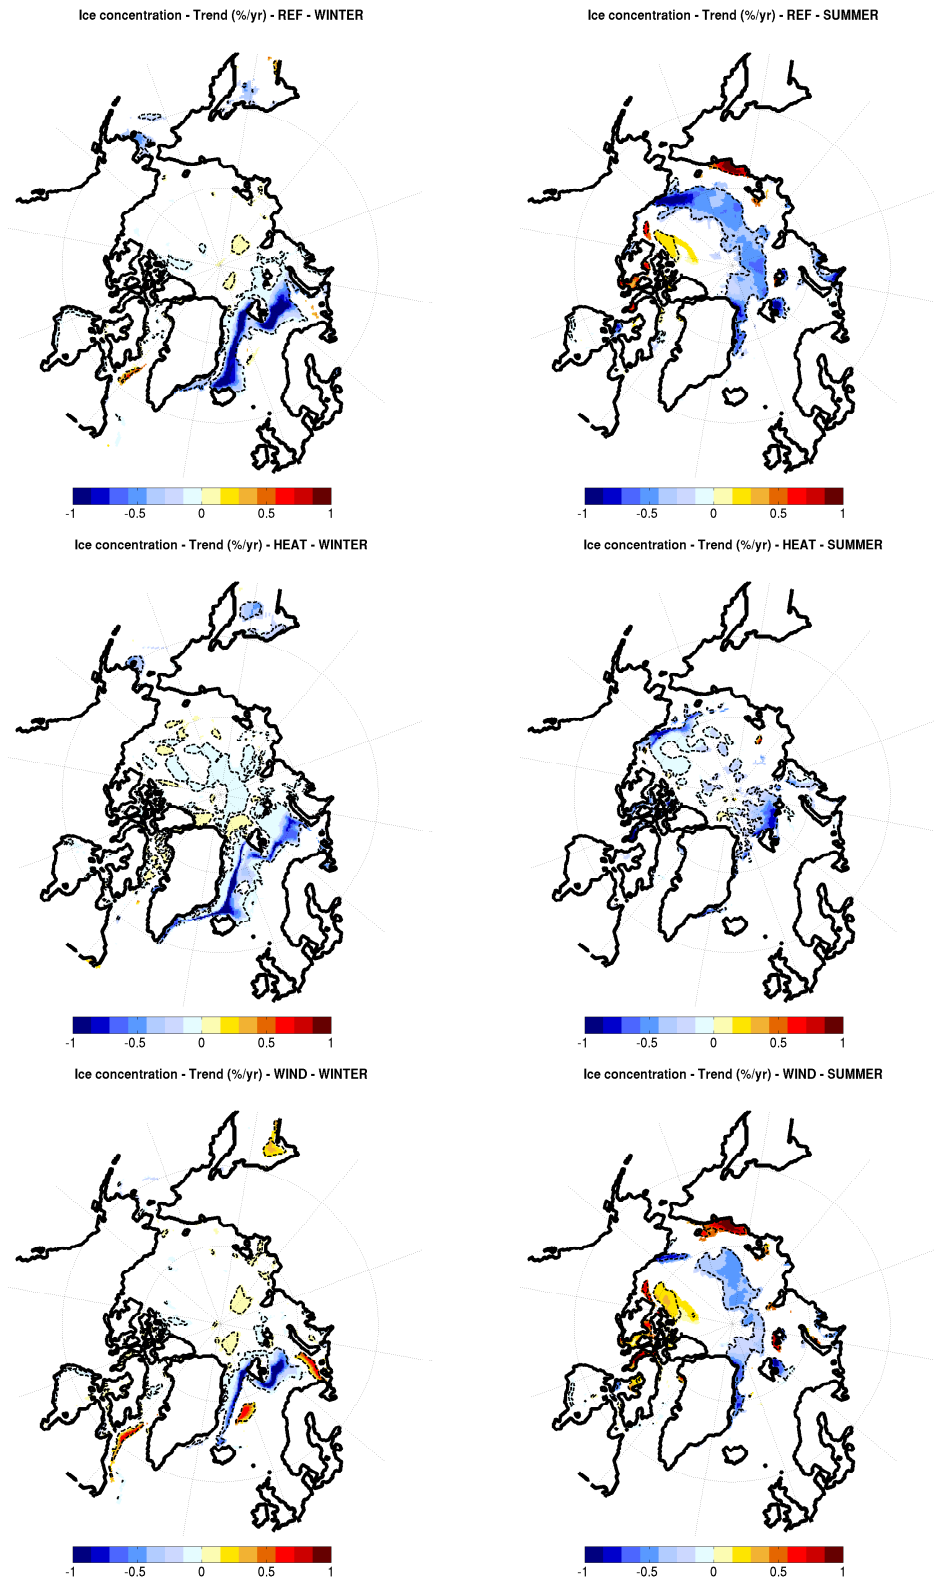 Ice concentration - Trend (%/yr) - REF - WINTER
Ice concentration - Trend (%/yr) - REF - SUMMER
-1 -0.5 0 0.5 1
-1 -0.5 0 0.5 1
Ice concentration - Trend (%/yr) - HEAT - WINTER
Ice concentration - Trend (%/yr) - HEAT - SUMMER
-1 -0.5 0 0.5 1
-1 -0.5 0 0.5 1
Ice concentration - Trend (%/yr) - WIND - WINTER
Ice concentration - Trend (%/yr) - WIND - SUMMER
-1 -0.5 0 0.5 1
-1 -0.5 0 0.5 1